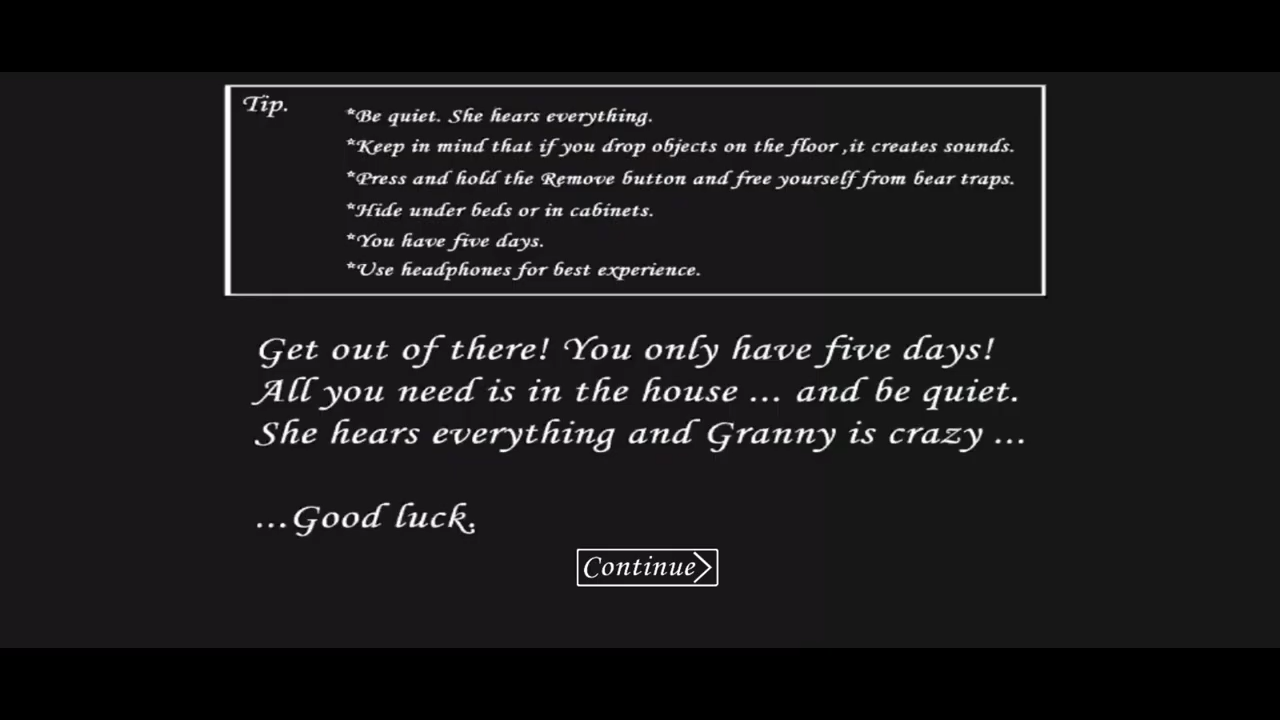 Tip.
*Be quiet. She hears everything.
*Keep in mind that if you drop objects on the floor ,it creates sounds.
*Press and hold the Remove button and free yourself from bear traps.
*Hide under beds or in cabinets.
*You have five days.
*Use headphones for best experience.
Get out of there! You only have five days!
All you need is in the house ... and be quiet.
She hears everything and Granny is crazy ...
...Good luck.
Continue